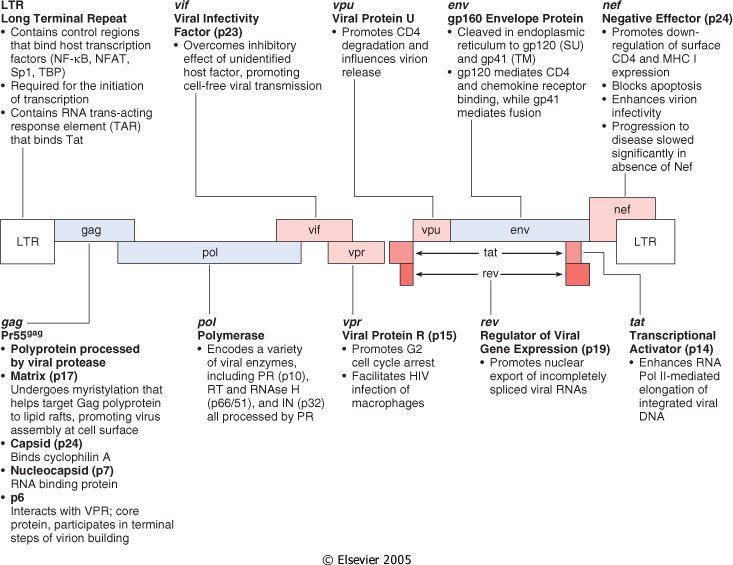 LTR
Long Terminal Repeat
• Contains control regions
that bind host transcription
factors (NF-κB, NFAT,
Sp1, TBP)
• Required for the initiation
of transcription
• Contains RNA trans-acting
response element (TAR)
that binds Tat
vif
Viral Infectivity
Factor (p23)
• Overcomes inhibitory
effect of unidentified
host factor, promoting
cell-free viral transmission
vpu
Viral Protein U
• Promotes CD4
degradation and
influences virion
release
env
gp160 Envelope Protein
• Cleaved in endoplasmic
reticulum to gp120 (SU)
and gp41 (TM)
• gp120 mediates CD4
and chemokine receptor
binding, while gp41
mediates fusion
nef
Negative Effector (p24)
• Promotes down-
regulation of surface
CD4 and MHC I
expression
• Blocks apoptosis
• Enhances virion
infectivity
• Progression to
disease slowed
significantly in
absence of Nef
LTR
gag
pol
vif
vpr
vpu
env
tat
rev
nef
LTR
gag
Pr55gag
• Polyprotein processed
by viral protease
• Matrix (p17)
Undergoes myristylation that
helps target Gag polyprotein
to lipid rafts, promoting virus
assembly at cell surface
• Capsid (p24)
Binds cyclophilin A
• Nucleocapsid (p7)
RNA binding protein
• p6
Interacts with VPR; core
protein, participates in terminal
steps of virion building
pol
Polymerase
• Encodes a variety
of viral enzymes,
including PR (p10),
RT and RNAse H
(p66/51), and IN (p32)
all processed by PR
vpr
Viral Protein R (p15)
• Promotes G2
cell cycle arrest
• Facilitates HIV
infection of
macrophages
rev
Regulator of Viral
Gene Expression (p19)
• Promotes nuclear
export of incompletely
spliced viral RNAs
tat
Transcriptional
Activator (p14)
• Enhances RNA
Pol II-mediated
elongation of
integrated viral
DNA
© Elsevier 2005